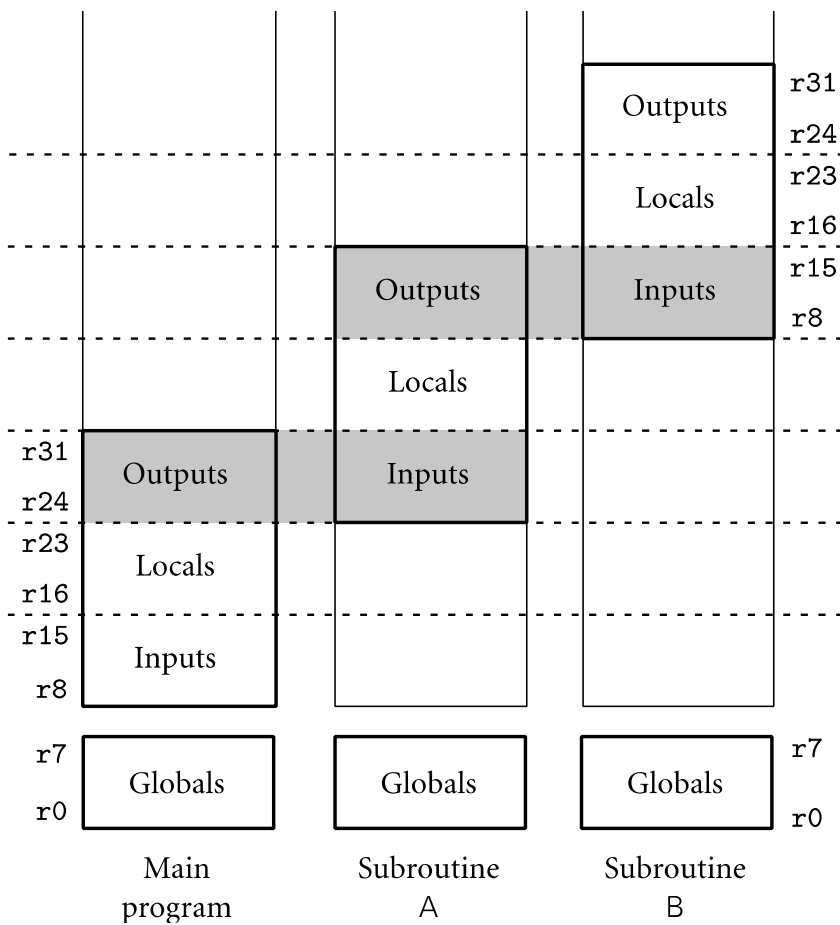 r31
Outputs
r24
r23
Locals
r16
r15
Outputs
Inputs
r8
Locals
r31
Outputs
Inputs
r24
r23
Locals
r16
r15
Inputs
r8
r7
r7
Globals
Globals
Globals
r0
r0
Main
program
Subroutine
A
Subroutine
B